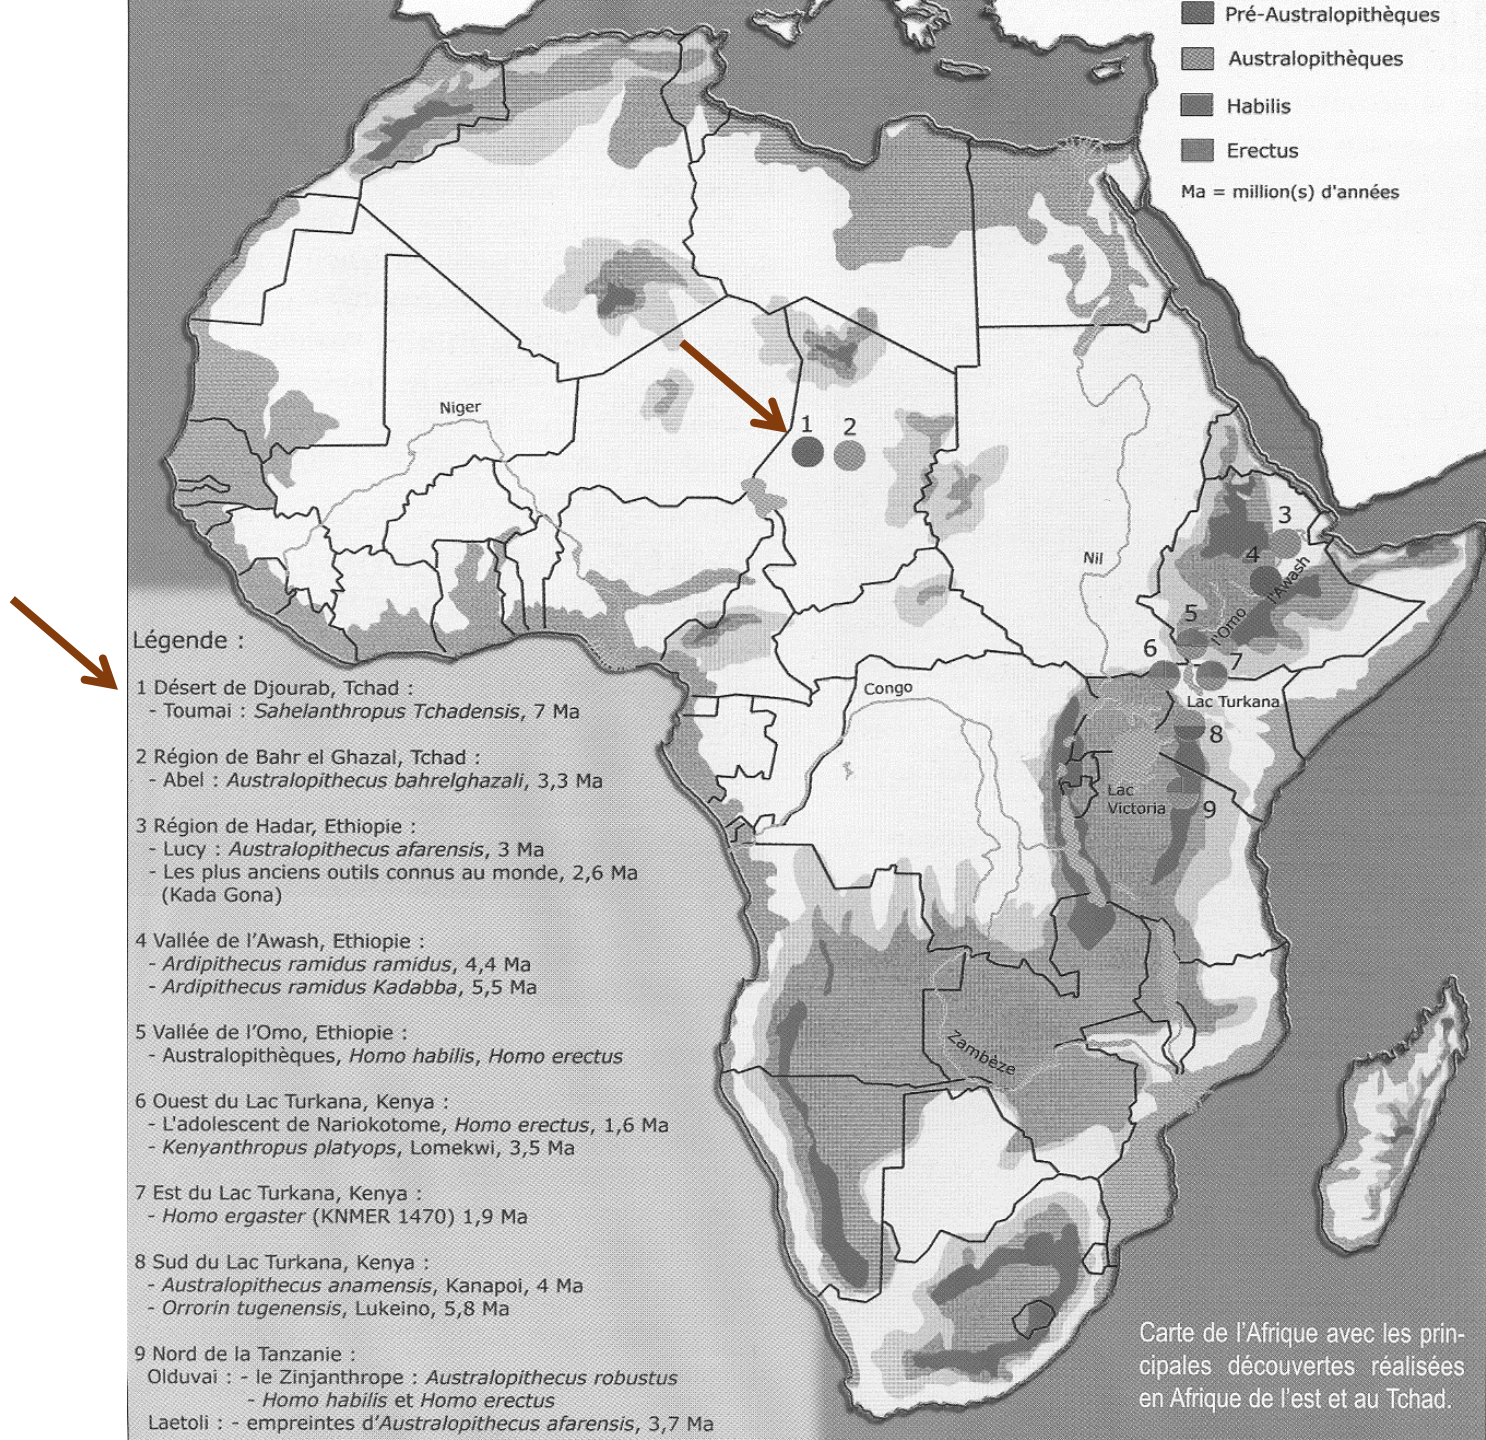 Pré-Australopithèques
Australopithèques
Habilis
Erectus
Ma = million(s) d'années
Niger
1
2
3
4
l'Awash
Nil
5
l'Omo
6
7
Lac Turkana
Congo
8
Lac
Victoria
9
Zambèze
Légende :
1 Désert de Djourab, Tchad :
- Toumai : Sahelanthropus Tchadensis, 7 Ma
2 Région de Bahr el Ghazal, Tchad :
- Abel : Australopithecus bahrelghazali, 3,3 Ma
3 Région de Hadar, Ethiopie :
- Lucy : Australopithecus afarensis, 3 Ma
- Les plus anciens outils connus au monde, 2,6 Ma
(Kada Gona)
4 Vallée de l'Awash, Ethiopie :
- Ardipithecus ramidus ramidus, 4,4 Ma
- Ardipithecus ramidus Kadabba, 5,5 Ma
5 Vallée de l'Omo, Ethiopie :
- Australopithèques, Homo habilis, Homo erectus
6 Ouest du Lac Turkana, Kenya :
- L'adolescent de Nariokotome, Homo erectus, 1,6 Ma
- Kenyanthropus platyops, Lomekwi, 3,5 Ma
7 Est du Lac Turkana, Kenya :
- Homo ergaster (KNMER 1470) 1,9 Ma
8 Sud du Lac Turkana, Kenya :
- Australopithecus anamensis, Kanapoi, 4 Ma
- Orrorin tugenensis, Lukeino, 5,8 Ma
9 Nord de la Tanzanie :
Olduvai : - le Zinjanthrope : Australopithecus robustus
- Homo habilis et Homo erectus
Laetoli : - empreintes d'Australopithecus afarensis, 3,7 Ma
Carte de l'Afrique avec les prin-
cipales découvertes réalisées
en Afrique de l'est et au Tchad.